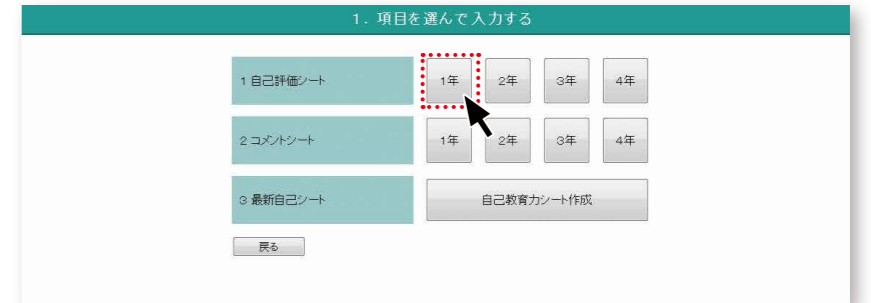 1. 項目を選んで入力する
1 自己評価シート 1年 2年 3年 4年
2 コメントシート 1年 2年 3年 4年
3 最新自己シート 自己教育力シート作成
戻る